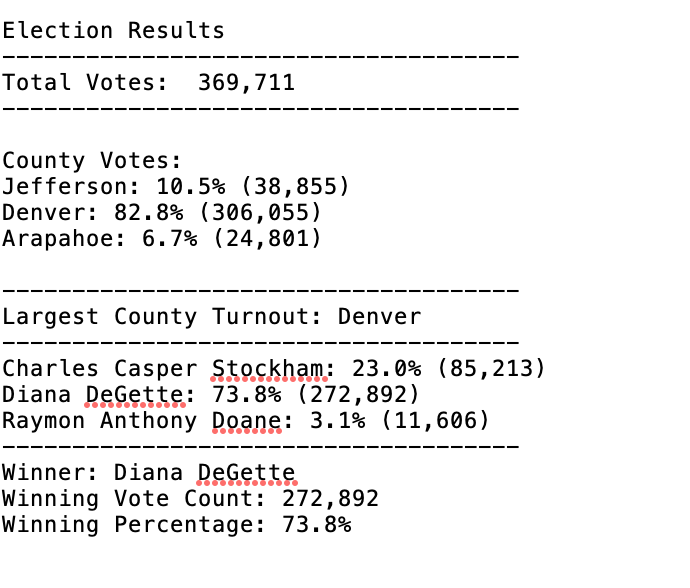 Election Results
-------------------------------------
Total Votes:  369,711
-------------------------------------
County Votes:
Jefferson: 10.5% (38,855)
Denver: 82.8% (306,055)
Arapahoe: 6.7% (24,801)
-------------------------------------
Largest County Turnout: Denver
-------------------------------------
Charles Casper Stockham: 23.0% (85,213)
Diana DeGette: 73.8% (272,892)
Raymon Anthony Doane: 3.1% (11,606)
-------------------------------------
Winner: Diana DeGette
Winning Vote Count: 272,892
Winning Percentage: 73.8%